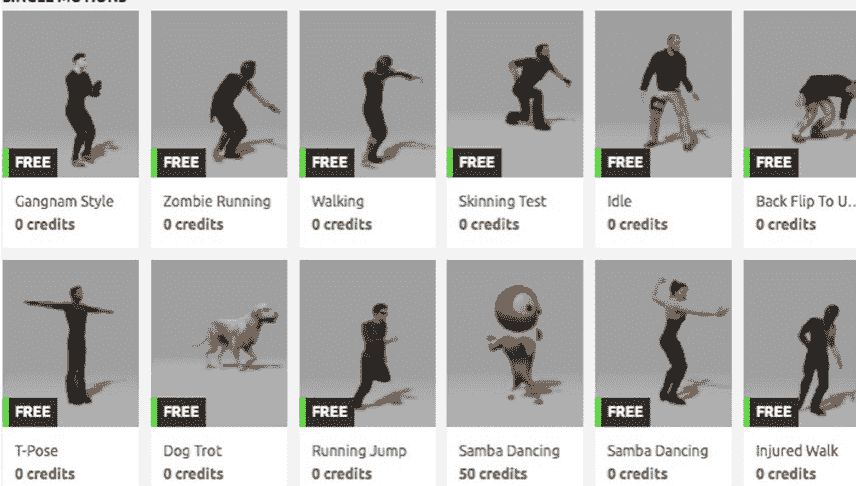 SINGLE MOTIONS
FREE FREE FREE FREE FREE FREE
Gangnam Style Zombie Running Walking Skinning Test Idle Back Flip To U...
0 credits 0 credits 0 credits 0 credits 0 credits 0 credits
FREE FREE FREE FREE FREE
T-Pose Dog Trot Running Jump Samba Dancing Samba Dancing Injured Walk
0 credits 0 credits 0 credits 50 credits 0 credits 0 credits